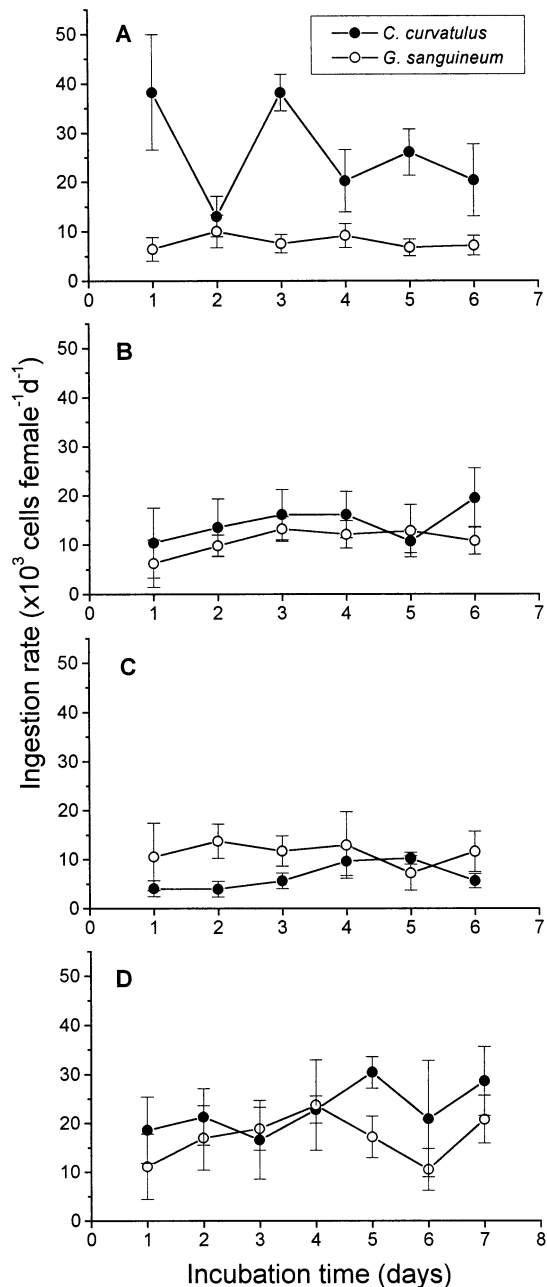 A
C. curvatulus
G. sanguineum
50
40
30
20
10
0
0 1 2 3 4 5 6 7
B
50
40
30
20
10
0
0 1 2 3 4 5 6 7
C
50
40
30
20
10
0
0 1 2 3 4 5 6 7
D
50
40
30
20
10
0
0 1 2 3 4 5 6 7 8
Ingestion rate (x10³ cells female⁻¹d⁻¹)
Incubation time (days)